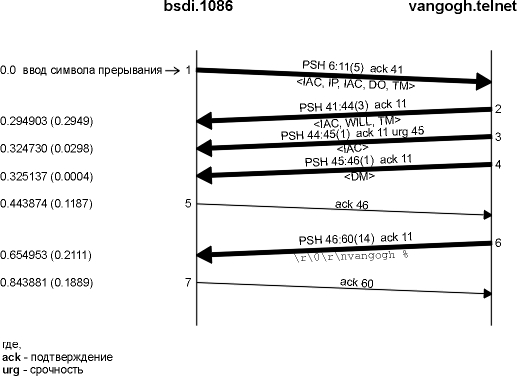 bsdi.1086 vangogh.telnet
0.0 ввод символа прерывания 1 PSH 6:11(5) ack 41
<IAC, IP, IAC, DO, TM>
PSH 41:44(3) ack 11 2
0.294903 (0.2949) <IAC, WILL, TM>
PSH 44:45(1) ack 11 urg 45 3
0.324730 (0.0298) <IAC>
PSH 45:46(1) ack 11 4
0.325137 (0.0004) <DM>
0.443874 (0.1187) 5 ack 46
PSH 46:60(14) ack 11 6
0.654953 (0.2111) \r\0\r\nvangogh %
0.843881 (0.1889) 7 ack 60
где,
ack - подтверждение
urg - срочность